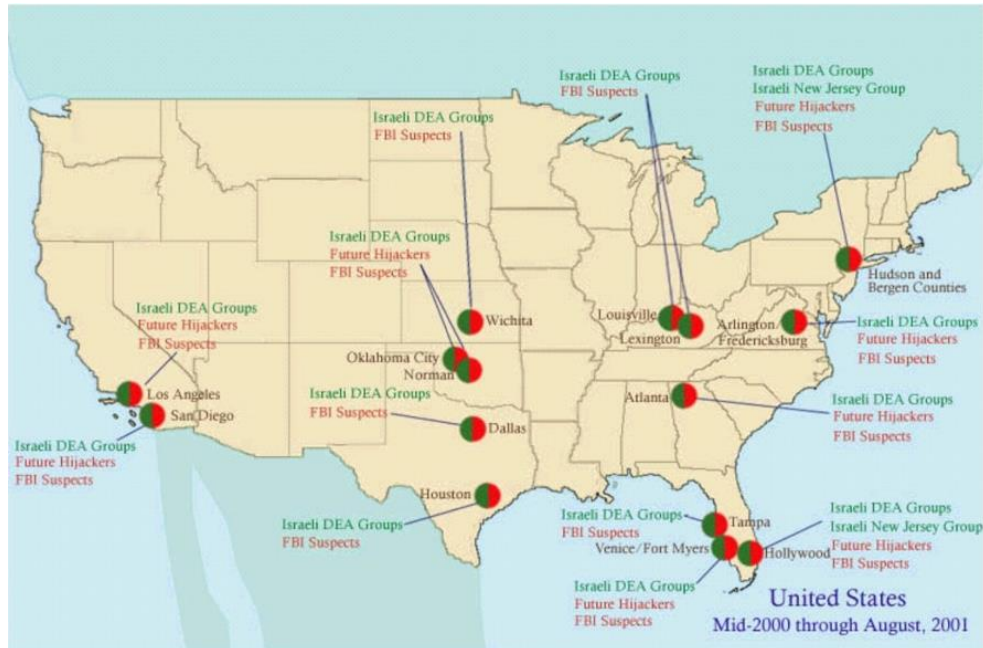 Israeli DEA Groups
FBI Suspects
Israeli DEA Groups
Israeli New Jersey Group
Future Hijackers
FBI Suspects
Israeli DEA Groups
FBI Suspects
Israeli DEA Groups
Future Hijackers
FBI Suspects
Hudson and
Bergen Counties
Israeli DEA Groups
Future Hijackers
FBI Suspects
Wichita
Louisville
Lexington
Arlington/
Fredericksburg
Israeli DEA Groups
Future Hijackers
FBI Suspects
Oklahoma City
Norman
Los Angeles
San Diego
Israeli DEA Groups
FBI Suspects
Dallas
Atlanta
Israeli DEA Groups
Future Hijackers
FBI Suspects
Israeli DEA Groups
Future Hijackers
FBI Suspects
Houston
Israeli DEA Groups
FBI Suspects
Israeli DEA Groups
FBI Suspects
Tampa
Venice/Fort Myers
Hollywood
Israeli DEA Groups
Israeli New Jersey Group
Future Hijackers
FBI Suspects
Israeli DEA Groups
Future Hijackers
FBI Suspects
United States
Mid-2000 through August, 2001